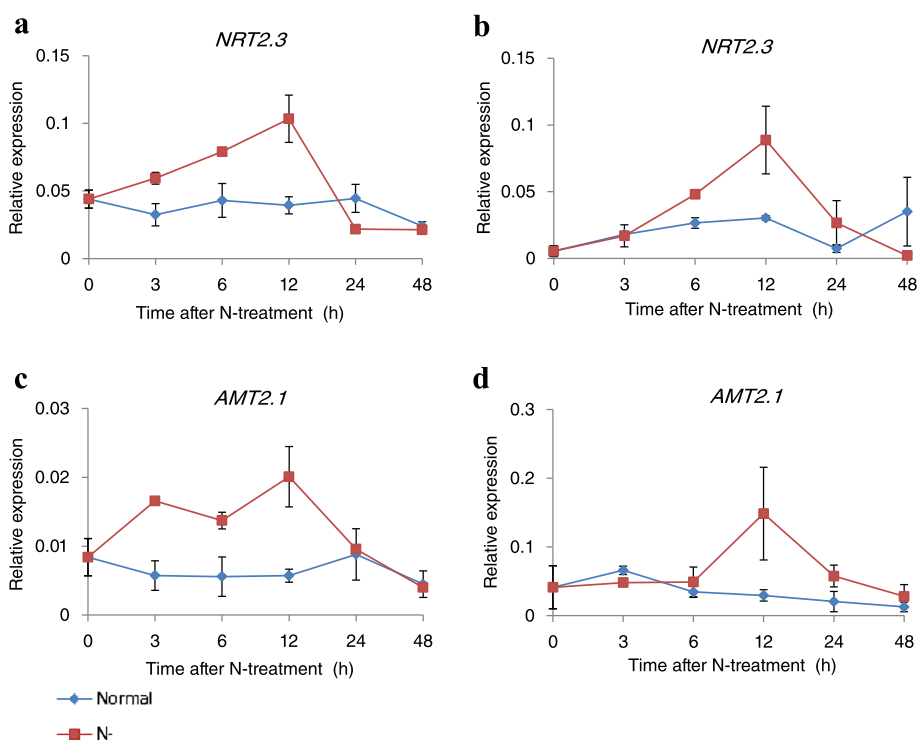 a
NRT2.3
Relative expression
0.15
0.1
0.05
0
0 3 6 12 24 48
Time after N-treatment (h)
b
NRT2.3
Relative expression
0.15
0.1
0.05
0
0 3 6 12 24 48
Time after N-treatment (h)
c
AMT2.1
Relative expression
0.03
0.02
0.01
0
0 3 6 12 24 48
Time after N-treatment (h)
d
AMT2.1
Relative expression
0.3
0.2
0.1
0
0 3 6 12 24 48
Time after N-treatment (h)
Normal
N-